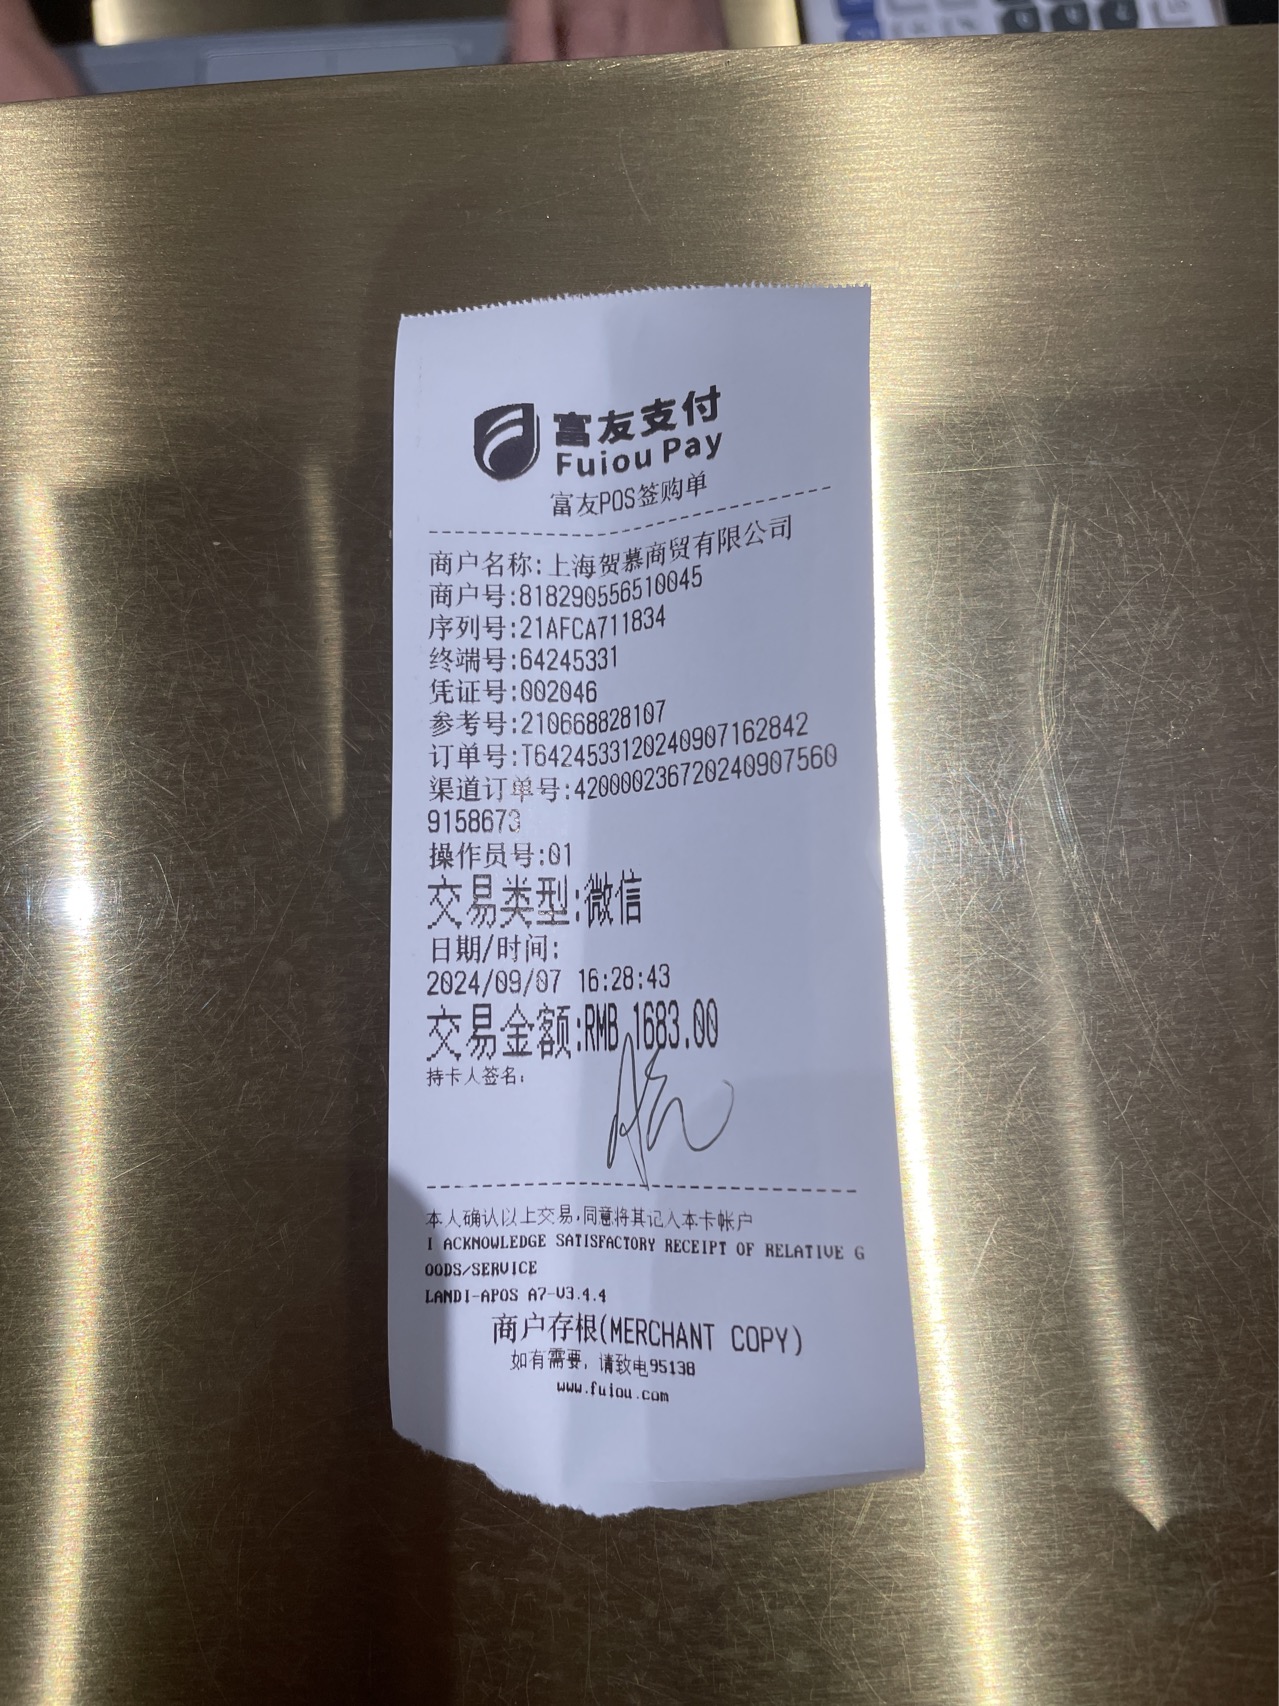 富友支付
Fuiou Pay
富友POS签购单
商户名称:上海贺慕商贸有限公司
商户号:818290556510045
序列号:21AFCA711834
终端号:64245331
凭证号:002046
参考号:210668828107
订单号:T6424533120240907162842
渠道订单号:420000236720240907560
9158673
操作员号:01
交易类型:微信
日期/时间:
2024/09/07 16:28:43
交易金额:RMB 1683.00
持卡人签名:
本人确认以上交易,同意将其记入本卡帐户
I ACKNOWLEDGE SATISFACTORY RECEIPT OF RELATIVE G
OODS/SERVICE
LANDI-APOS A7-V3.4.4
商户存根(MERCHANT COPY)
如有需要，请致电95138
www.fuiou.com